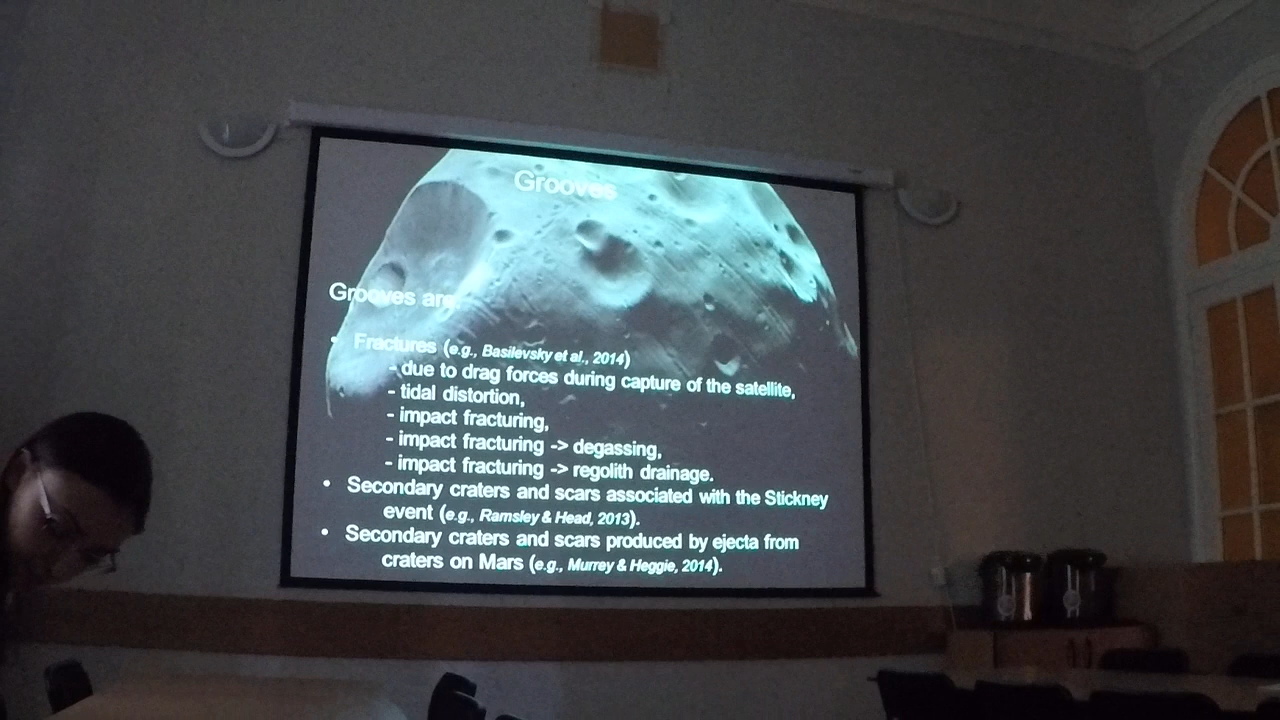 Grooves
Grooves are
• Fractures (e.g., Basilevsky et al., 2014)
- due to drag forces during capture of the satellite,
- tidal distortion,
- impact fracturing,
- impact fracturing -> degassing,
- impact fracturing -> regolith drainage.
• Secondary craters and scars associated with the Stickney
event (e.g., Ramsley & Head, 2013).
• Secondary craters and scars produced by ejecta from
craters on Mars (e.g., Murrey & Heggie, 2014).